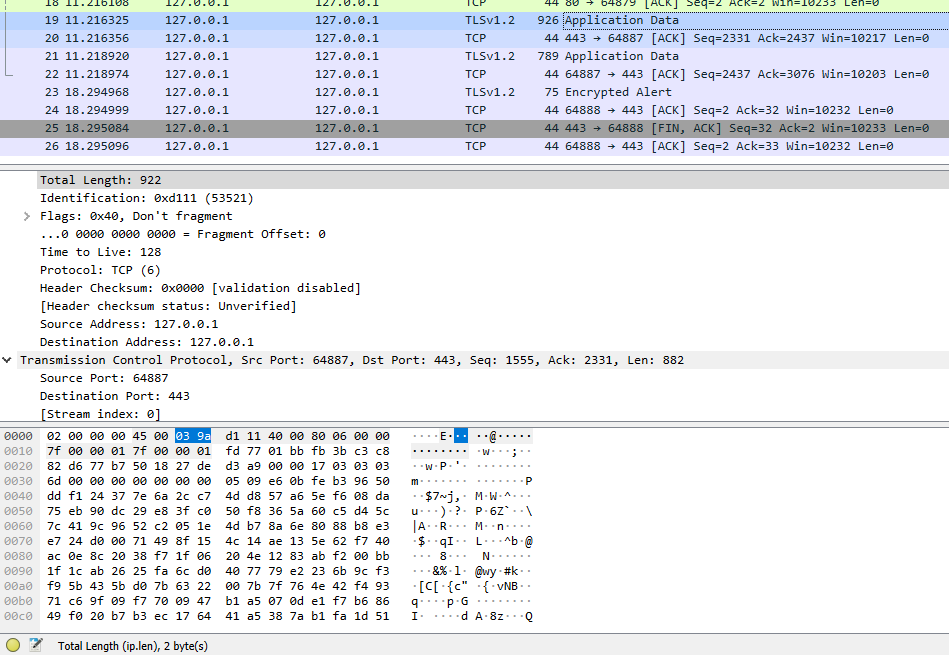 18 11.216108 127.0.0.1 127.0.0.1 TCP 44 80 → 64879 [ACK] Seq=2 Ack=2 Win=10233 Len=0
19 11.216325 127.0.0.1 127.0.0.1 TLSv1.2 926 Application Data
20 11.216356 127.0.0.1 127.0.0.1 TCP 44 443 → 64887 [ACK] Seq=2331 Ack=2437 Win=10217 Len=0
21 11.218920 127.0.0.1 127.0.0.1 TLSv1.2 789 Application Data
22 11.218974 127.0.0.1 127.0.0.1 TCP 44 64887 → 443 [ACK] Seq=2437 Ack=3076 Win=10203 Len=0
23 18.294968 127.0.0.1 127.0.0.1 TLSv1.2 75 Encrypted Alert
24 18.294999 127.0.0.1 127.0.0.1 TCP 44 64888 → 443 [ACK] Seq=2 Ack=32 Win=10232 Len=0
25 18.295084 127.0.0.1 127.0.0.1 TCP 44 443 → 64888 [FIN, ACK] Seq=32 Ack=2 Win=10233 Len=0
26 18.295096 127.0.0.1 127.0.0.1 TCP 44 64888 → 443 [ACK] Seq=2 Ack=33 Win=10232 Len=0
Total Length: 922
Identification: 0xd111 (53521)
Flags: 0x40, Don't fragment
...0 0000 0000 0000 = Fragment Offset: 0
Time to Live: 128
Protocol: TCP (6)
Header Checksum: 0x0000 [validation disabled]
[Header checksum status: Unverified]
Source Address: 127.0.0.1
Destination Address: 127.0.0.1
Transmission Control Protocol, Src Port: 64887, Dst Port: 443, Seq: 1555, Ack: 2331, Len: 882
Source Port: 64887
Destination Port: 443
[Stream index: 0]
0000 02 00 00 00 45 00 03 9a d1 11 40 00 80 06 00 00 ····E··· ··@·····
0010 7f 00 00 01 7f 00 00 01 fd 77 01 bb fb 3b c3 c8 ········ ·w···;··
0020 82 d6 77 b7 50 18 27 de d3 a9 00 00 17 03 03 03 ··w·P·'· ········
0030 6d 00 00 00 00 00 00 00 05 09 e6 0b fe b3 96 50 m······· ·······P
0040 dd f1 24 37 7e 6a 2c c7 4d d8 57 a6 5e f6 08 da ··$7~j,· M·W·^···
0050 75 eb 90 dc 29 e8 3f c0 50 f8 36 5a 60 c5 d4 5c u···)·?· P·6Z`··\
0060 7c 41 9c 96 52 c2 05 1e 4d b7 8a 6e 80 88 b8 e3 |A··R··· M··n····
0070 e7 24 d0 00 71 49 8f 15 4c 14 ae 13 5e 62 f7 40 ·$··qI·· L···^b·@
0080 ac 0e 8c 20 38 f7 1f 06 20 4e 12 83 ab f2 00 bb ··· 8··· N······
0090 1f 1c ab 26 25 fa 6c d0 40 77 79 e2 23 6b 9c f3 ···&%·l· @wy·#k··
00a0 f9 5b 43 5b d0 7b 63 22 00 7b 7f 76 4e 42 f4 93 ·[C[·{c" ·{·vNB··
00b0 71 c6 9f 09 f7 70 09 47 b1 a5 07 0d e1 f7 b6 86 q····p·G ········
00c0 49 f0 20 b7 b3 ec 17 64 41 a5 38 7a b1 fa 1d 51 I· ····d A·8z···Q
Total Length (ip.len), 2 byte(s)